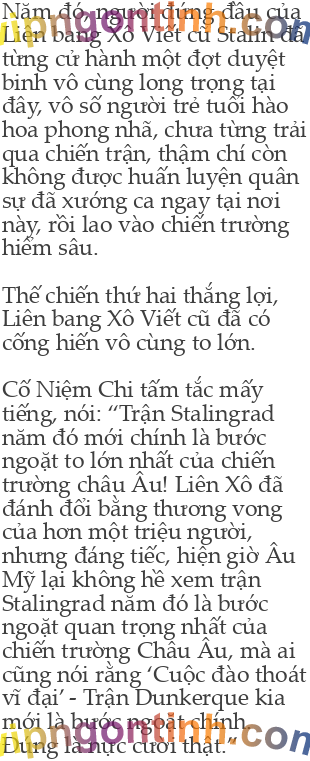 Năm đó, người đứng đầu của
Liên bang Xô Viết cũ Stalin đã
từng cử hành một đợt duyệt
binh vô cùng long trọng tại
đây, vô số người trẻ tuổi hào
hoa phong nhã, chưa từng trải
qua chiến trận, thậm chí còn
không được huấn luyện quân
sự đã xướng ca ngay tại nơi
này, rồi lao vào chiến trường
hiểm sâu.
Thế chiến thứ hai thắng lợi,
Liên bang Xô Viết cũ đã có
cống hiến vô cùng to lớn.
Cố Niệm Chi tấm tắc mấy
tiếng, nói: “Trận Stalingrad
năm đó mới chính là bước
ngoặt to lớn nhất của chiến
trường châu Âu! Liên Xô đã
đánh đổi bằng thương vong
của hơn một triệu người,
nhưng đáng tiếc, hiện giờ Âu
Mỹ lại không hề xem trận
Stalingrad năm đó là bước
ngoặt quan trọng nhất của
chiến trường Châu Âu, mà ai
cũng nói rằng ‘Cuộc đào thoát
vĩ đại’ - Trận Dunkerque kia
mới là bước ngoặt chính.
Đúng là nực cười thật.”
vipngontinh.com
vipngontinh.com